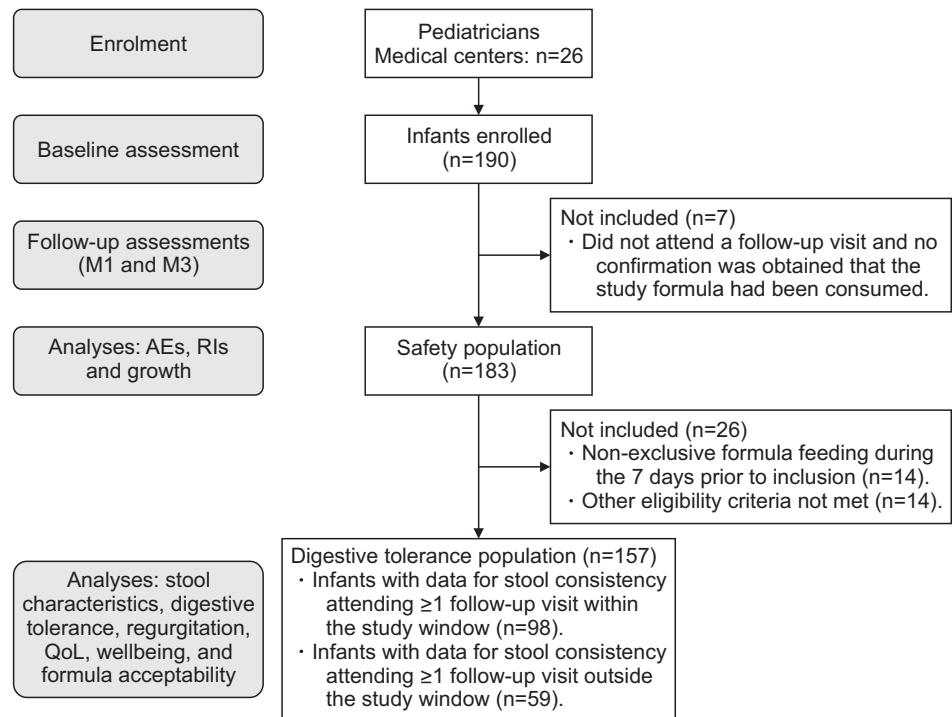 Enrolment
Pediatricians
Medical centers: n=26
Baseline assessment
Infants enrolled
(n=190)
Follow-up assessments
(M1 and M3)
Not included (n=7)
· Did not attend a follow-up visit and no
confirmation was obtained that the
study formula had been consumed.
Analyses: AEs, RIs
and growth
Safety population
(n=183)
Not included (n=26)
· Non-exclusive formula feeding during
the 7 days prior to inclusion (n=14).
· Other eligibility criteria not met (n=14).
Analyses: stool
characteristics, digestive
tolerance, regurgitation,
QoL, wellbeing, and
formula acceptability
Digestive tolerance population (n=157)
· Infants with data for stool consistency
attending ≥1 follow-up visit within
the study window (n=98).
· Infants with data for stool consistency
attending ≥1 follow-up visit outside
the study window (n=59).